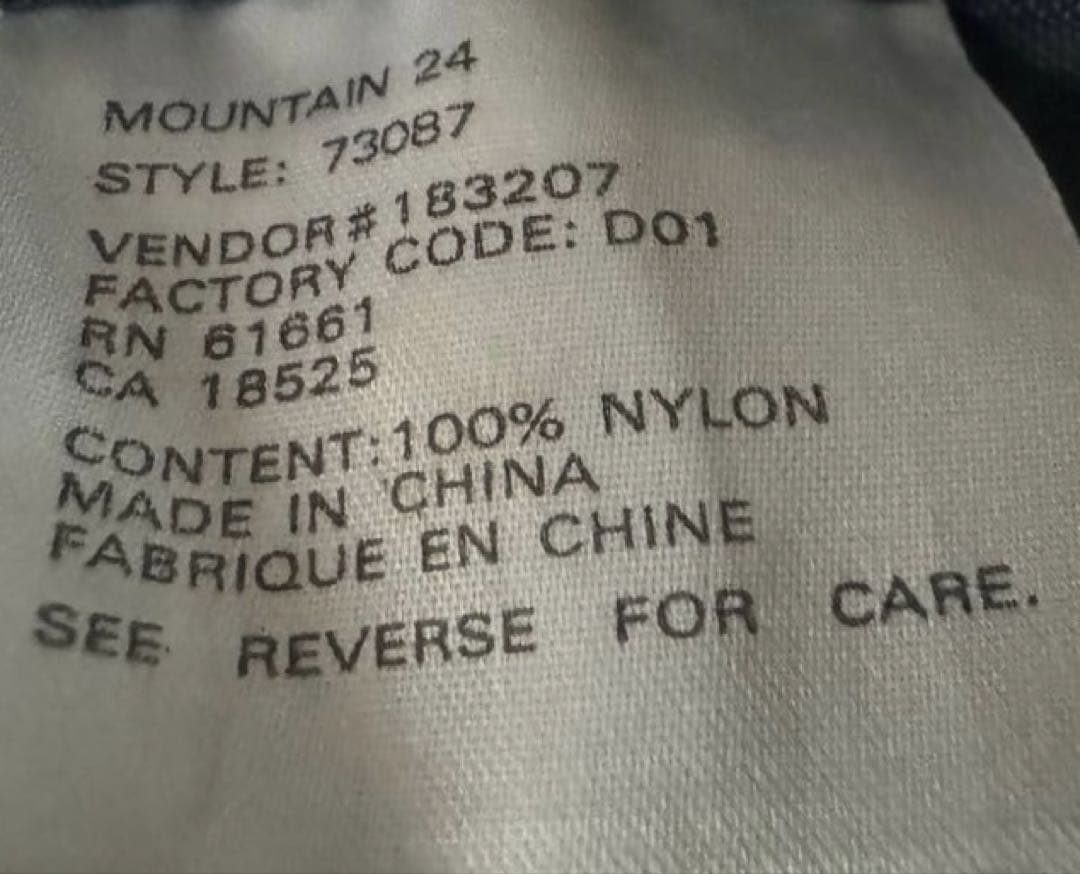 MOUNTAIN 24
STYLE: 73087
VENDOR# 183207
FACTORY CODE: D01
RN 61661
CA 18525
CONTENT: 100% NYLON
MADE IN CHINA
FABRIQUE EN CHINE
SEE REVERSE FOR CARE.